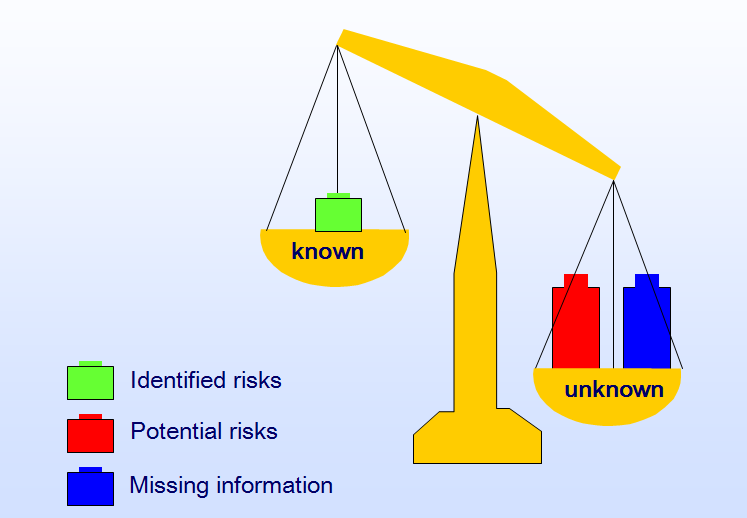 known
unknown
Identified risks
Potential risks
Missing information